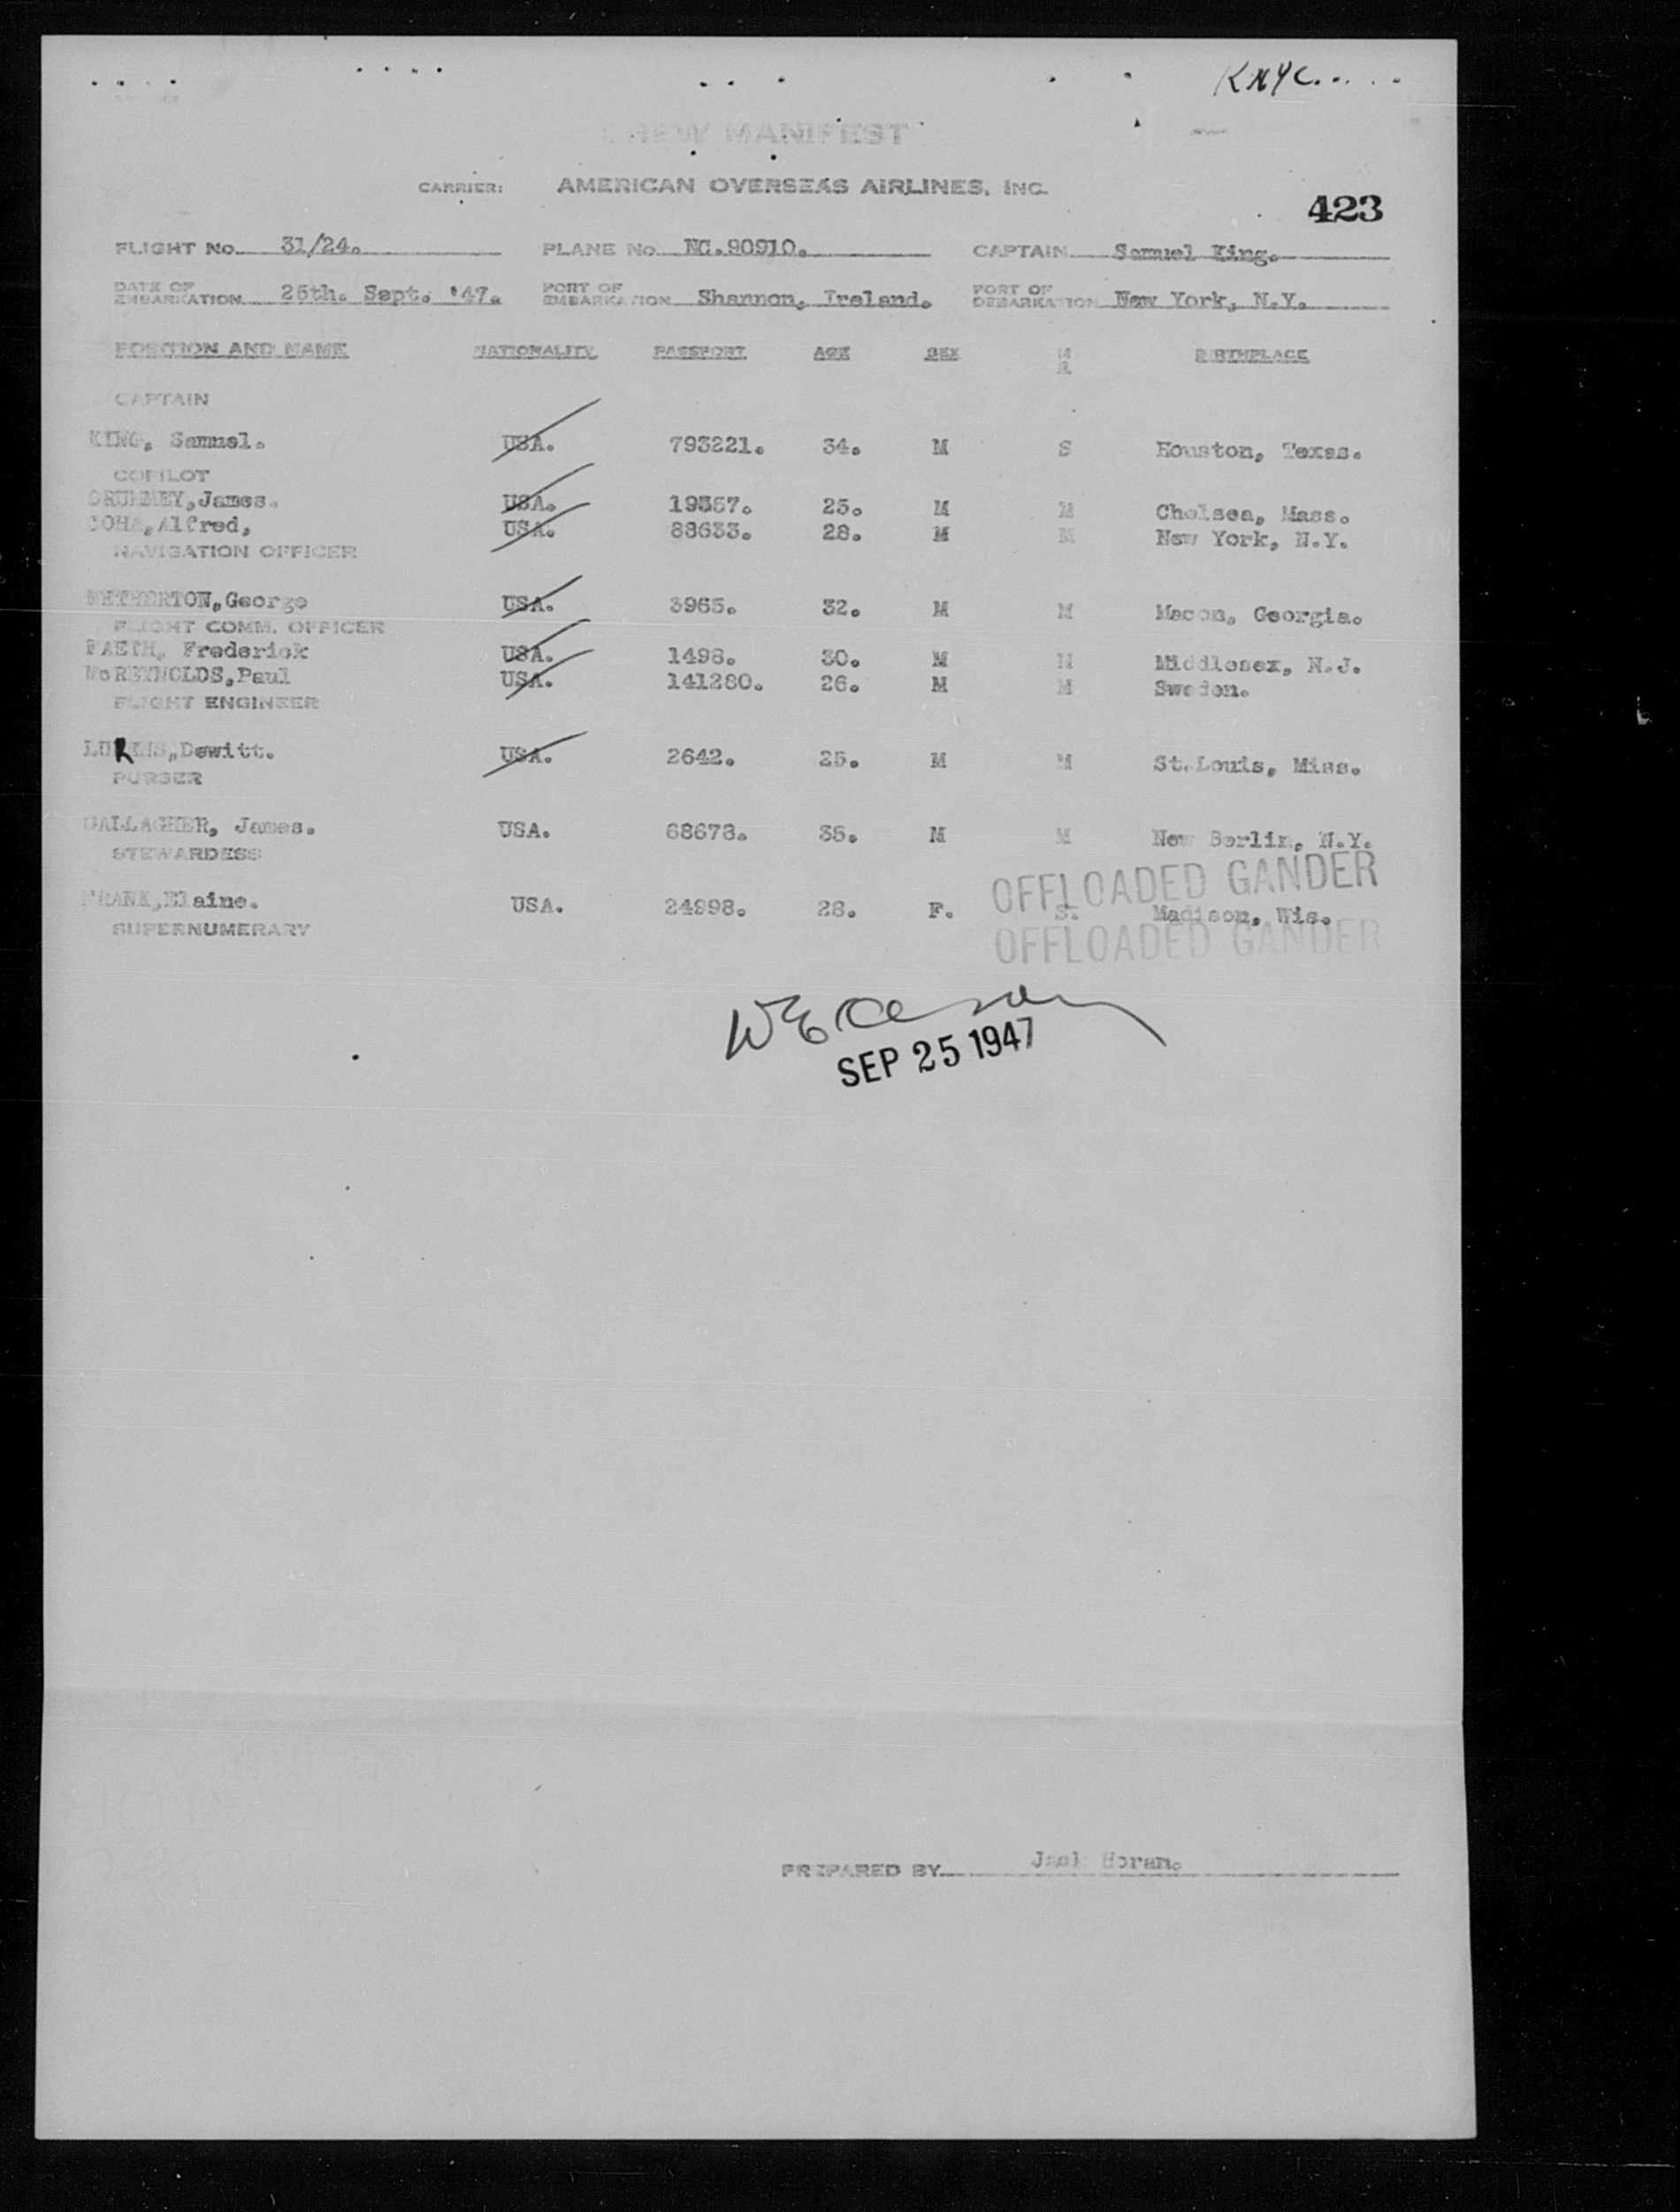 KNYC.....
CREW MANIFEST
CARRIER: AMERICAN OVERSEAS AIRLINES, INC.
423
FLIGHT No. 31/24. PLANE No. NC.90910. CAPTAIN Samuel King.
DATE OF EMBARKATION 25th. Sept. '47. PORT OF EMBARKATION Shannon, Ireland. PORT OF DEBARKATION New York, N.Y.
POSITION AND NAME NATIONALITY PASSPORT AGE SEX M S BIRTHPLACE
CAPTAIN
KING, Samuel. USA. 793221. 34. M S Houston, Texas.
COPILOT
James. USA. 19367. 25. M M Chelsea, Mass.
Alfred, USA. 88633. 28. M M New York, N.Y.
NAVIGATION OFFICER
George USA. 3965. 32. M M Macon, Georgia.
FLIGHT COMM. OFFICER
Frederick USA. 1498. 30. M M Middlesex, N.J.
McREYNOLDS,Paul USA. 141280. 26. M M Sweden.
FLIGHT ENGINEER
Dewitt. USA. 2642. 25. M M St.Louis, Miss.
PURSER
GALLAGHER, James. USA. 68678. 35. M M New Berlin, N.Y.
STEWARDESS
OFFLOADED GANDER
FRANK,Elaine. USA. 24998. 28. F. S. Madison, Wis.
SUPERNUMERARY
OFFLOADED GANDER
SEP 25 1947
PREPARED BY Jack Horan.